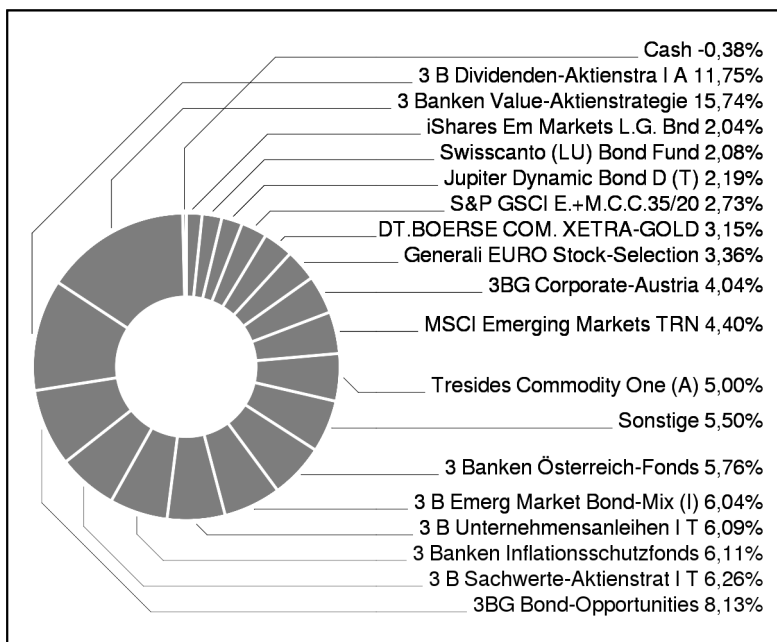 Cash -0,38%
3 B Dividenden-Aktienstra I A 11,75%
3 Banken Value-Aktienstrategie 15,74%
iShares Em Markets L.G. Bnd 2,04%
Swisscanto (LU) Bond Fund 2,08%
Jupiter Dynamic Bond D (T) 2,19%
S&P GSCI E.+M.C.C.35/20 2,73%
DT.BOERSE COM. XETRA-GOLD 3,15%
Generali EURO Stock-Selection 3,36%
3BG Corporate-Austria 4,04%
MSCI Emerging Markets TRN 4,40%
Tresides Commodity One (A) 5,00%
Sonstige 5,50%
3 Banken Österreich-Fonds 5,76%
3 B Emerg Market Bond-Mix (I) 6,04%
3 B Unternehmensanleihen I T 6,09%
3 Banken Inflationsschutzfonds 6,11%
3 B Sachwerte-Aktienstrat I T 6,26%
3BG Bond-Opportunities 8,13%